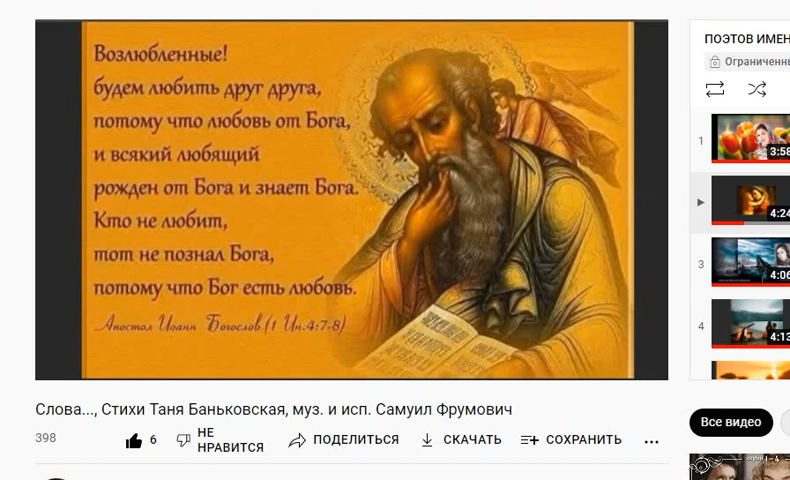 Возлюбленные!
будем любить друг друга,
потому что любовь от Бога,
и всякий любящий
рожден от Бога и знает Бога.
Кто не любит,
тот не познал Бога,
потому что Бог есть любовь.
Апостол Иоанн Богослов (1 Ин.4:7-8)
Слова..., Стихи Таня Баньковская, муз. и исп. Самуил Фрумович
398
6
НЕ
НРАВИТСЯ
ПОДЕЛИТЬСЯ
СКАЧАТЬ
СОХРАНИТЬ
ПОЭТОВ ИМЕН
Ограниченнь
1
3:58
4:24
3
4:06
4
4:13
Все видео